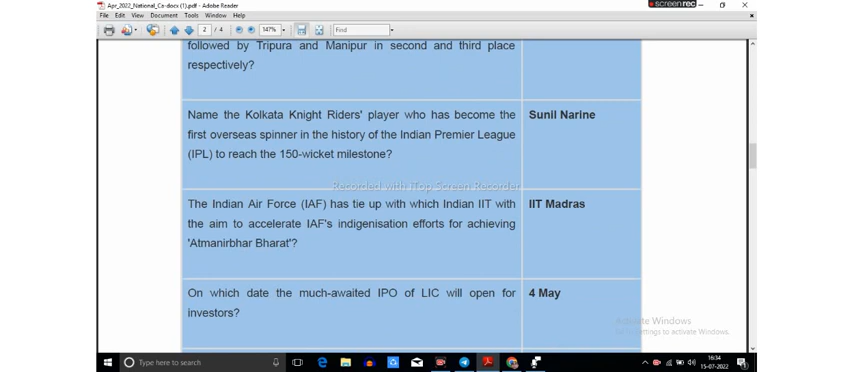 Apr_2022_National_Ca-docx (1).pdf - Adobe Reader
screenrec
File Edit View Document Tools Window Help
2 / 4 147% Find
followed by Tripura and Manipur in second and third place
respectively?
Name the Kolkata Knight Riders' player who has become the Sunil Narine
first overseas spinner in the history of the Indian Premier League
(IPL) to reach the 150-wicket milestone?
Recorded with iTop Screen Recorder
The Indian Air Force (IAF) has tie up with which Indian IIT with IIT Madras
the aim to accelerate IAF's indigenisation efforts for achieving
'Atmanirbhar Bharat'?
On which date the much-awaited IPO of LIC will open for 4 May
investors?
Activate Windows
Settings to activate Windows.
Type here to search
16:34
15-07-2022